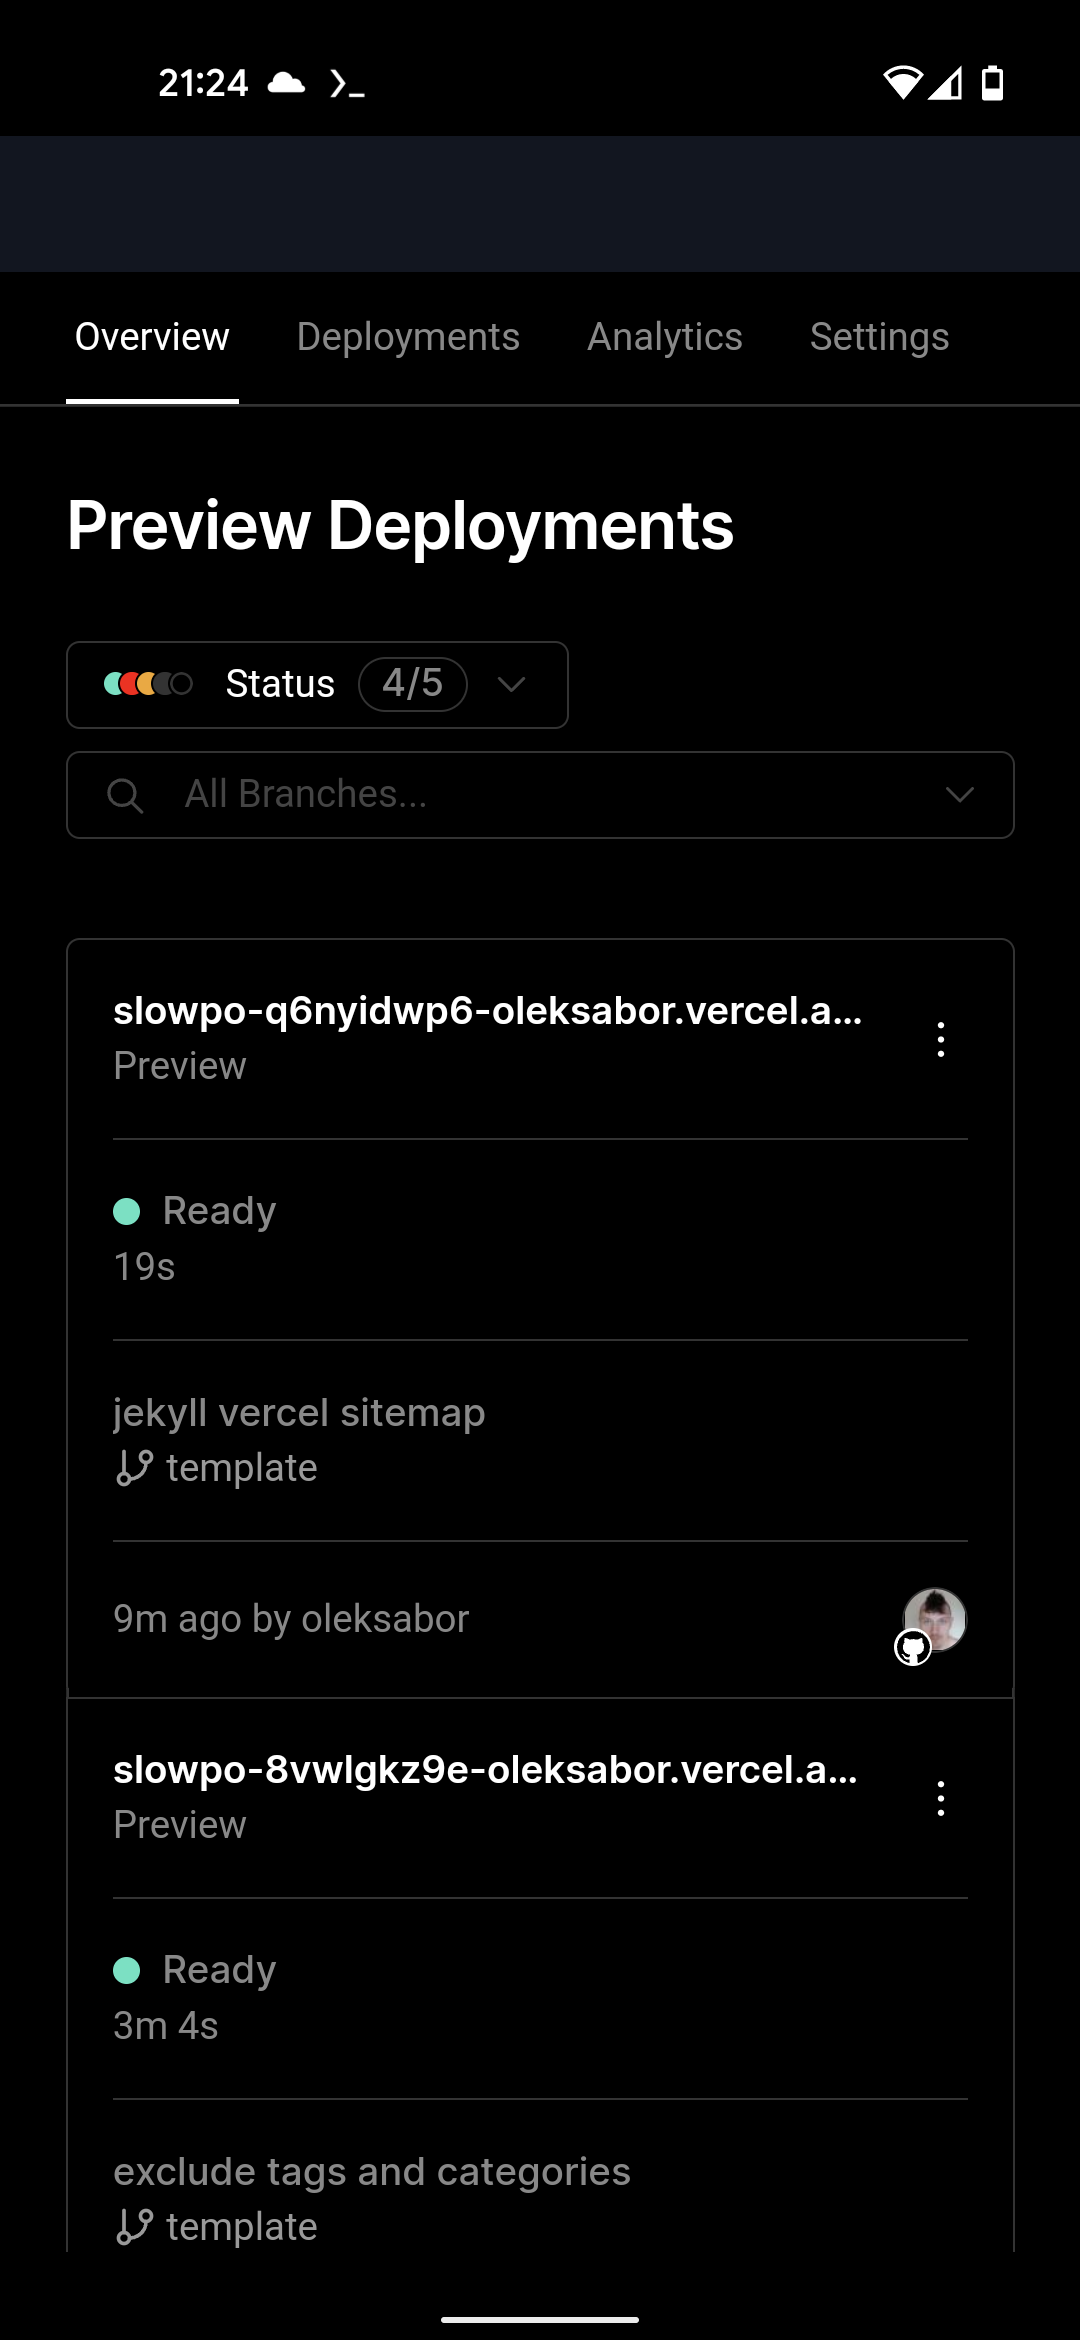 21:24
Overview Deployments Analytics Settings
Preview Deployments
Status 4/5
All Branches...
slowpo-q6nyidwp6-oleksabor.vercel.a...
Preview
Ready
19s
jekyll vercel sitemap
template
9m ago by oleksabor
slowpo-8vwlgkz9e-oleksabor.vercel.a...
Preview
Ready
3m 4s
exclude tags and categories
template